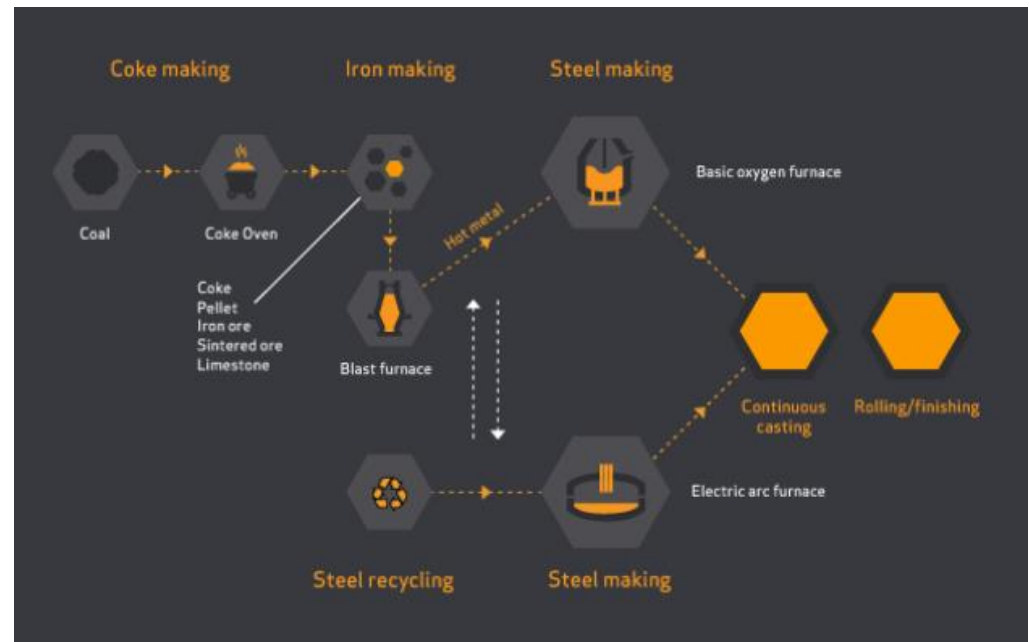 Coke making
Iron making
Steel making
Basic oxygen furnace
Coal
Coke Oven
Hot metal
Coke
Pellet
Iron ore
Sintered ore
Limestone
Blast furnace
Continuous
casting
Rolling/finishing
Electric arc furnace
Steel recycling
Steel making